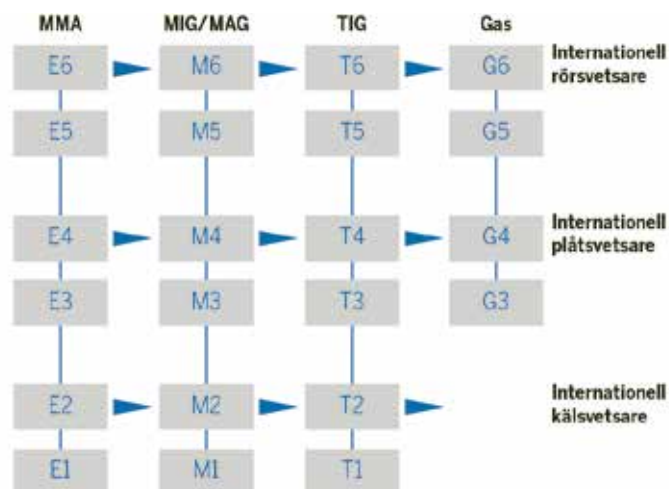 MMA MIG/MAG TIG Gas
E6 M6 T6 G6 Internationell
rörsvetsare
E5 M5 T5 G5
E4 M4 T4 G4 Internationell
plåtsvetsare
E3 M3 T3 G3
E2 M2 T2 Internationell
kälsvetsare
E1 M1 T1